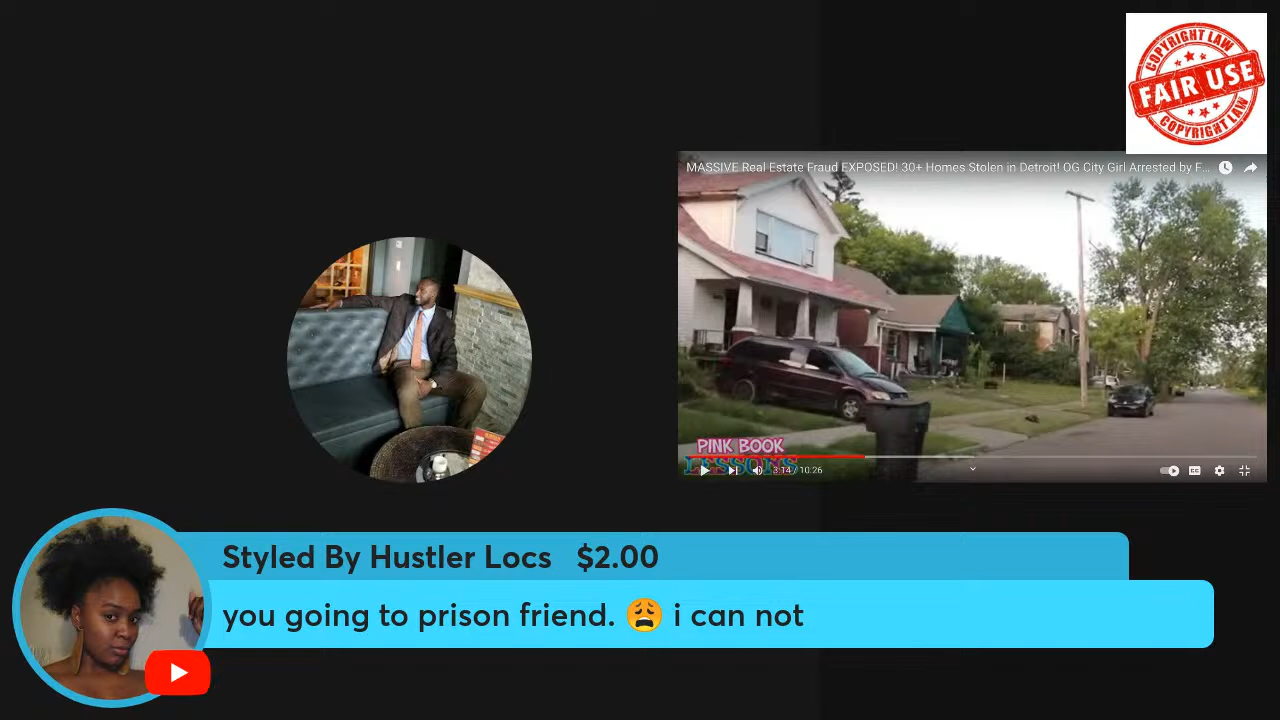 COPYRIGHT LAW
FAIR USE
COPYRIGHT LAW
MASSIVE Real Estate Fraud EXPOSED! 30+ Homes Stolen in Detroit! OG City Girl Arrested by F...
PINK BOOK
LESSONS
3:14 / 10:26
CC
Styled By Hustler Locs $2.00
you going to prison friend. 😩 i can not